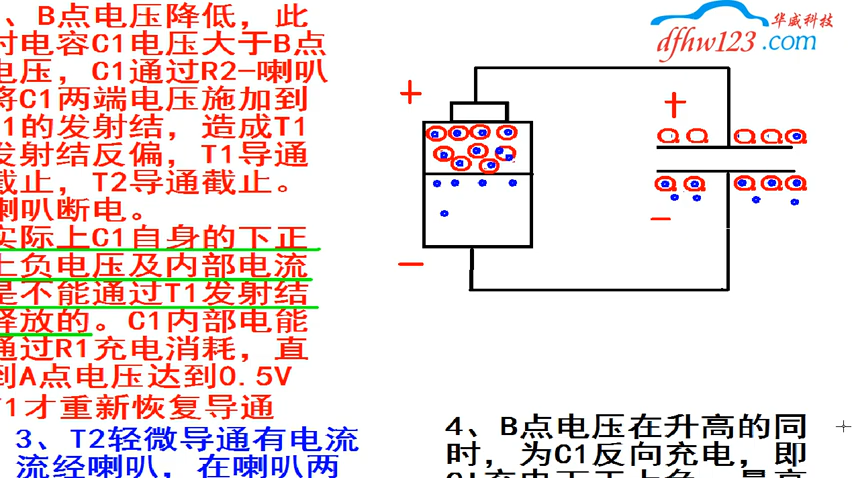 、B点电压降低，此
时电容C1电压大于B点
电压，C1通过R2-喇叭
将C1两端电压施加到
1的发射结，造成T1
发射结反偏，T1导通
截止，T2导通截止。
喇叭断电。
实际上C1自身的下正
上负电压及内部电流
是不能通过T1发射结
释放的。C1内部电能
通过R1充电消耗，直
到A点电压达到0.5V
1才重新恢复导通
3、T2轻微导通有电流
流经喇叭，在喇叭两
华威科技
dfhw123.com
+
−
+
−
4、B点电压在升高的同
时，为C1反向充电，即